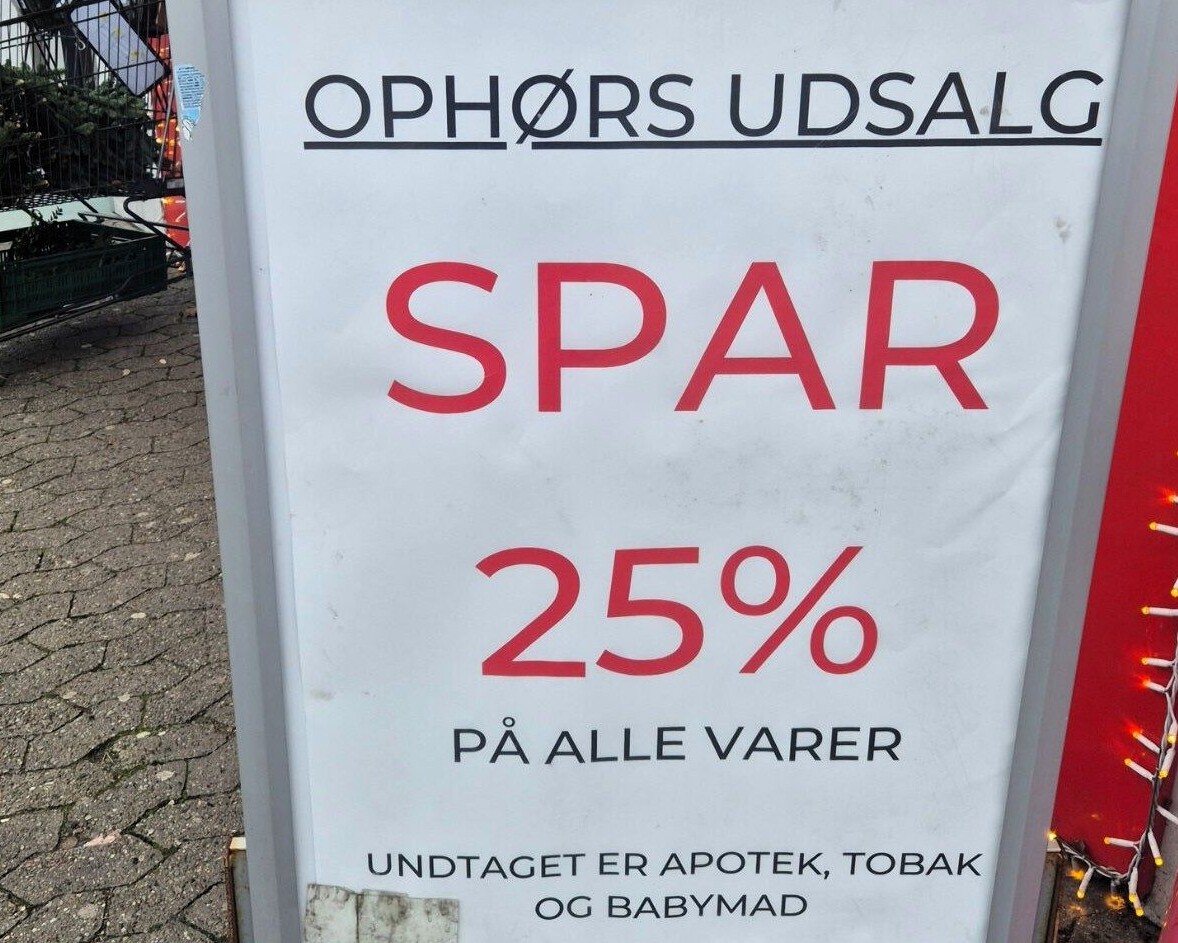 OPHØRS UDSALG
SPAR
25%
PÅ ALLE VARER
UNDTAGET ER APOTEK, TOBAK
OG BABYMAD